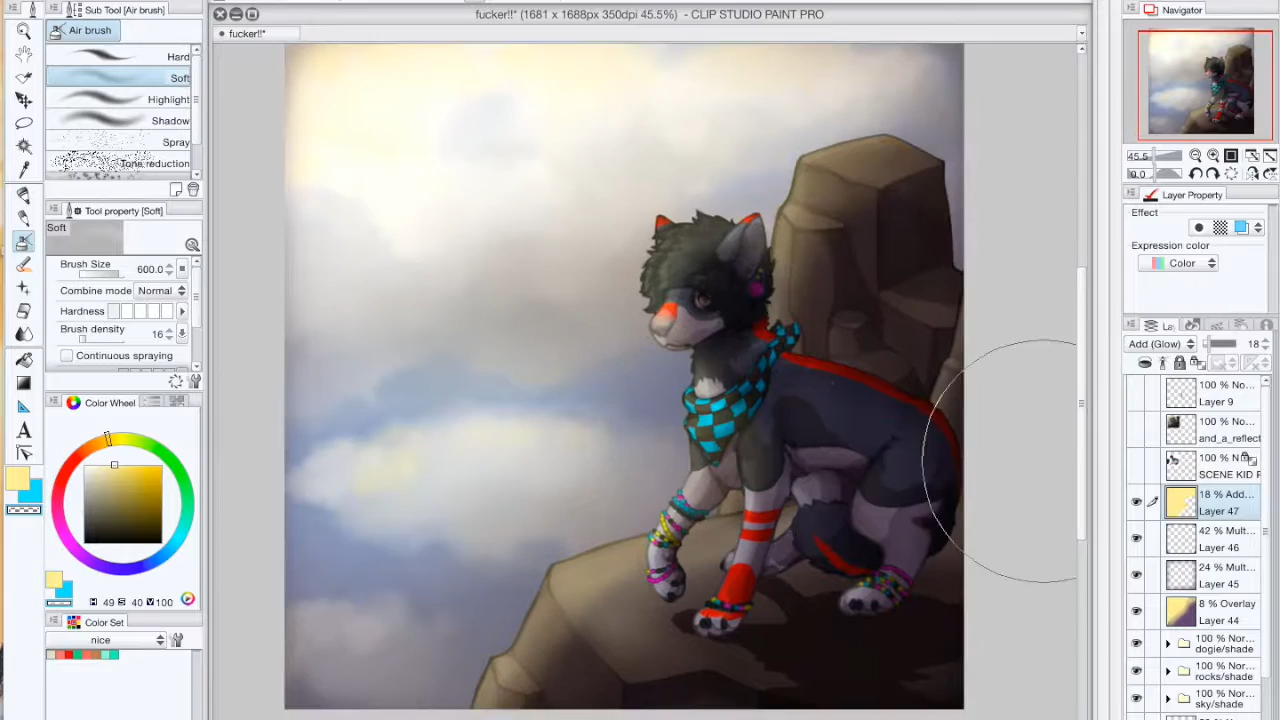 Sub Tool [Air brush]
Air brush
Hard
Soft
Highlight
Shadow
Spray
Tone reduction
Tool property [Soft]
Soft
Brush Size 600.0
Combine mode Normal
Hardness
Brush density 16
Continuous spraying
Color Wheel
H 49 S 40 V 100
Color Set
nice
fucker!!* (1681 x 1688px 350dpi 45.5%) - CLIP STUDIO PAINT PRO
fucker!!*
Navigator
45.5
0.0
Layer Property
Effect
Expression color
Color
La
Add (Glow) 18
100 % No...
Layer 9
100 % No...
and_a_reflect
100 % N
SCENE KID F
18 % Add...
Layer 47
42 % Mult...
Layer 46
24 % Mult...
Layer 45
8 % Overlay
Layer 44
100 % Nor...
dogie/shade
100 % Nor...
rocks/shade
100 % Nor...
sky/shade